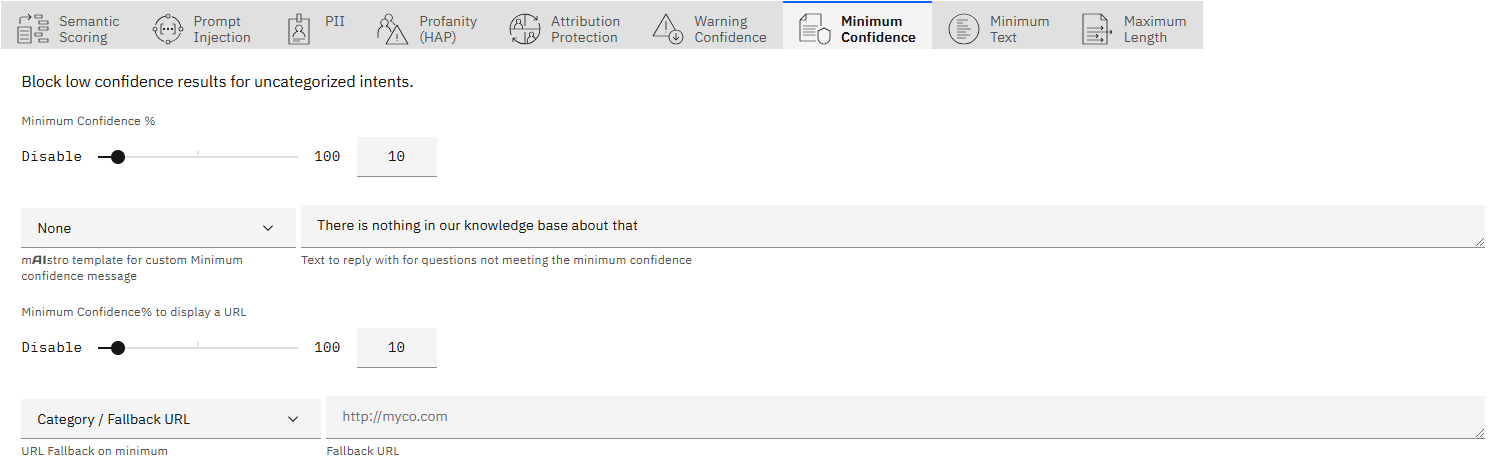 Semantic Scoring
Prompt Injection
PII
Profanity (HAP)
Attribution Protection
Warning Confidence
Minimum Confidence
Minimum Text
Maximum Length
Block low confidence results for uncategorized intents.
Minimum Confidence %
Disable 100 10
None There is nothing in our knowledge base about that
mAIstro template for custom Minimum confidence message
Text to reply with for questions not meeting the minimum confidence
Minimum Confidence% to display a URL
Disable 100 10
Category / Fallback URL http://myco.com
URL Fallback on minimum Fallback URL